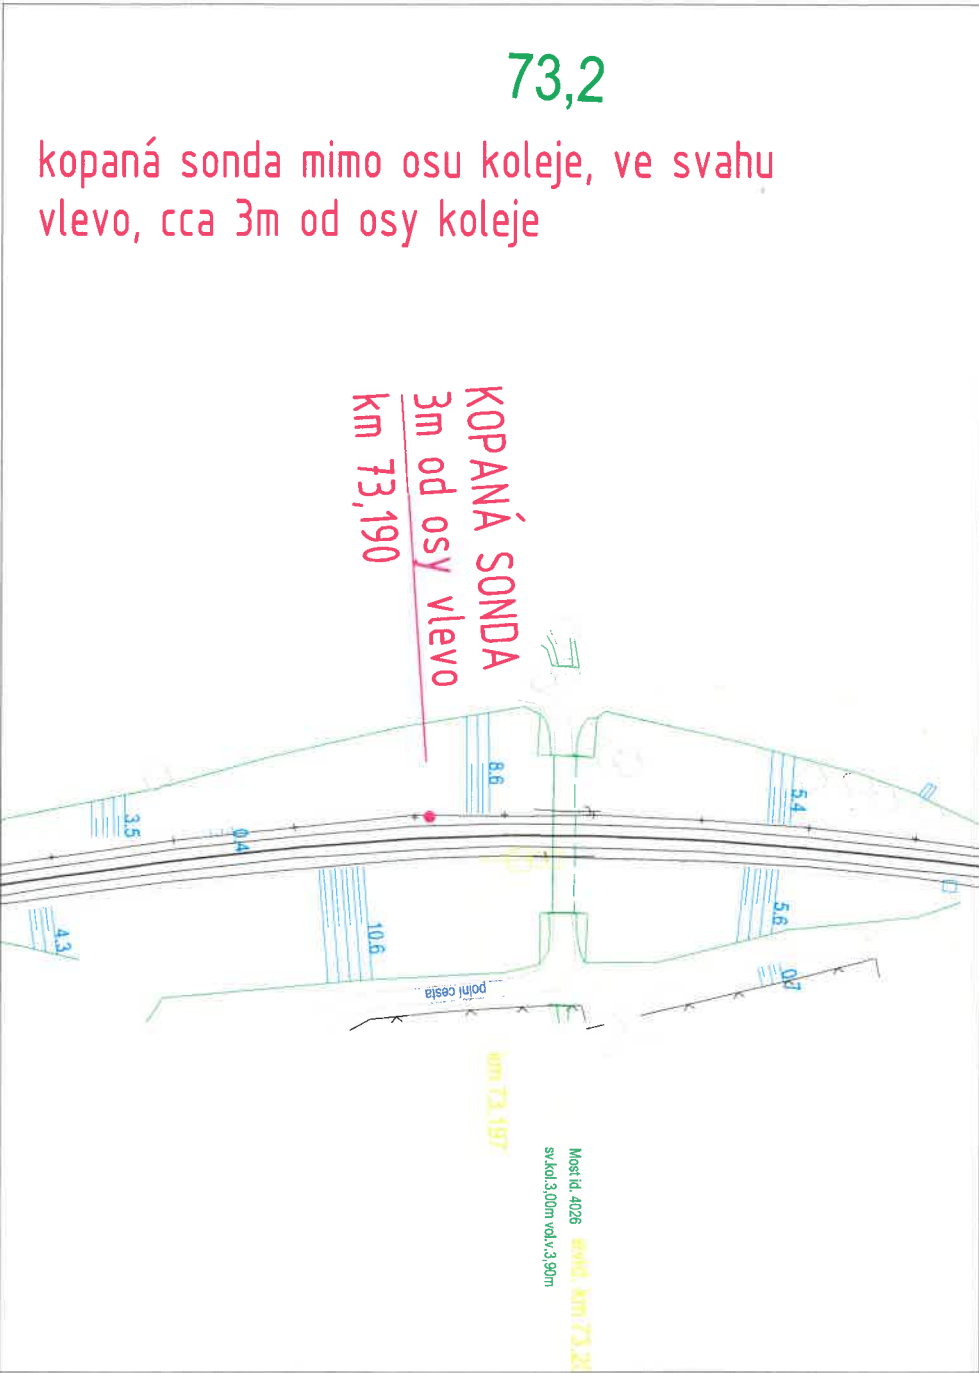 73,2
kopaná sonda mimo osu koleje, ve svahu
vlevo, cca 3m od osy koleje
KOPANÁ SONDA
3m od osy vlevo
km 73,190
8.6
5.4
3.5
0.4
5.6
10.6
4.3
0.7
polní cesta
km 73,197
Most id. 4026
evid. km
sv.kol.3,00m vol.v.3,90m